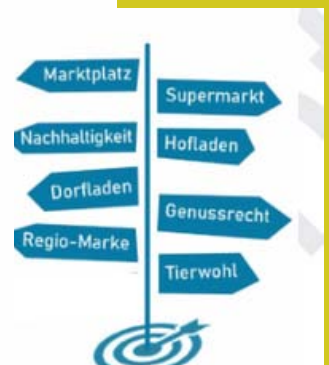 Marktplatz
Supermarkt
Nachhaltigkeit
Hofladen
Dorfladen
Genussrecht
Regio-Marke
Tierwohl